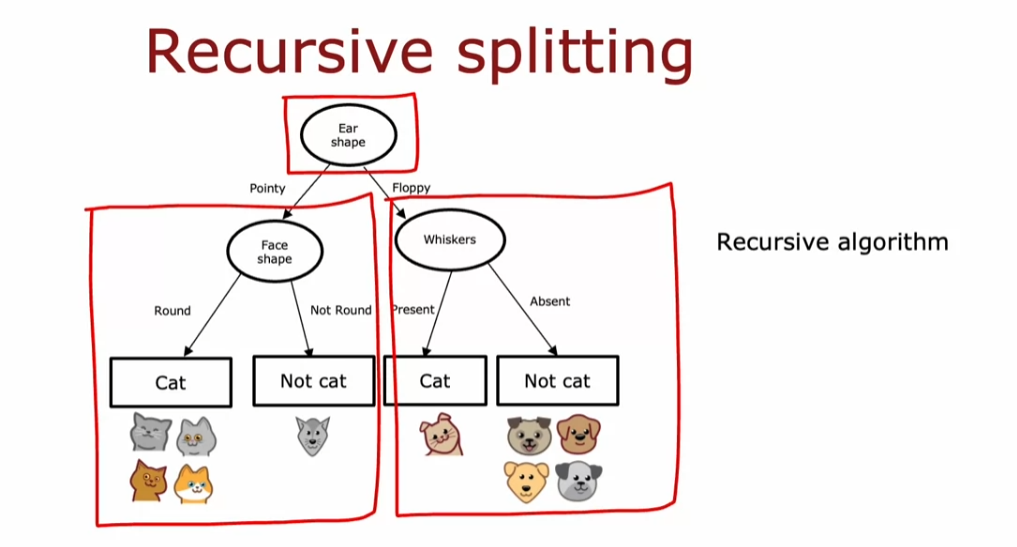 Recursive splitting
Ear
shape
Pointy
Floppy
Face
shape
Whiskers
Recursive algorithm
Round
Not Round
Present
Absent
Cat
Not cat
Cat
Not cat